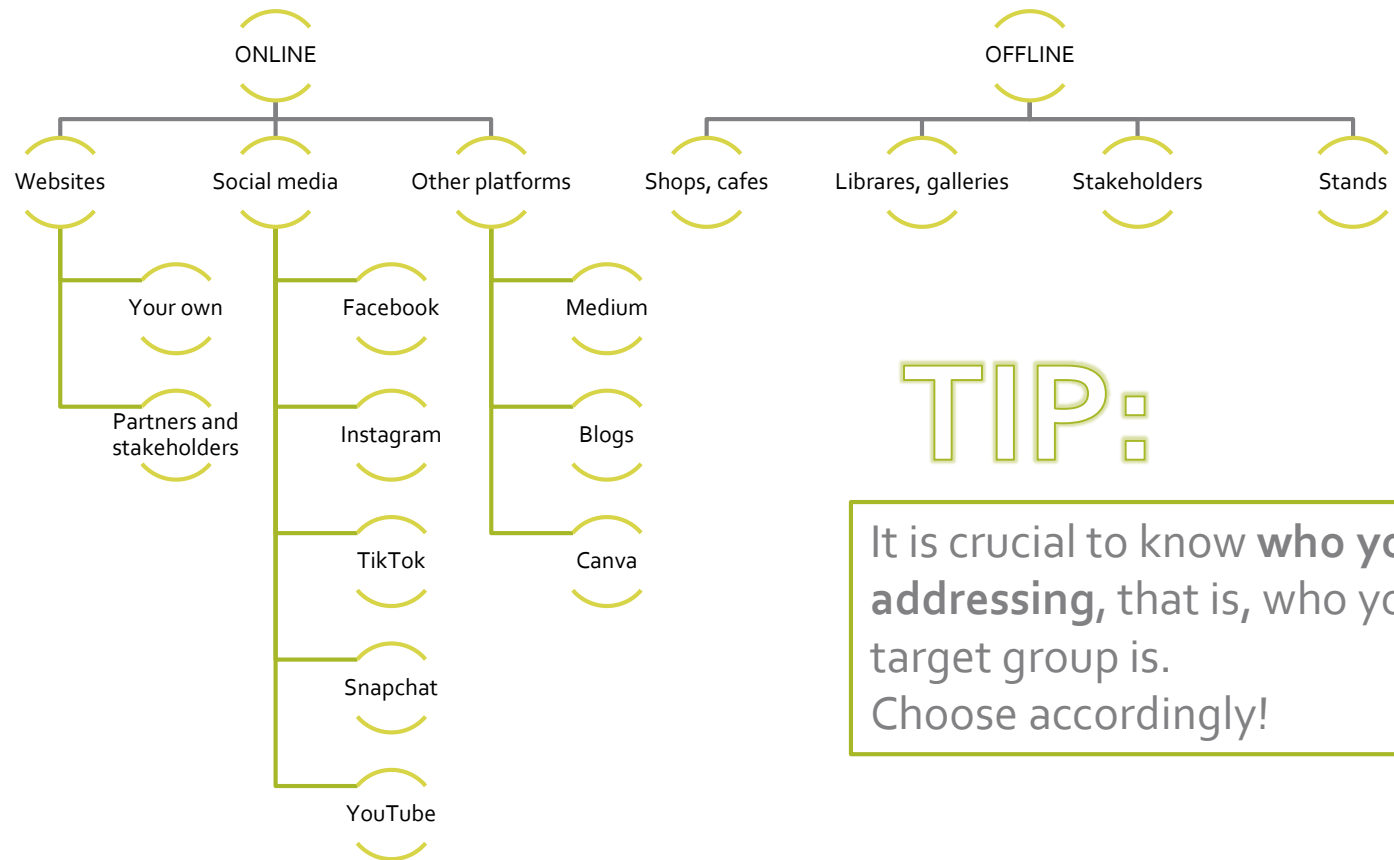 ONLINE
OFFLINE
Websites
Social media
Other platforms
Shops, cafes
Librares, galleries
Stakeholders
Stands
Your own
Facebook
Medium
Partners and
stakeholders
Instagram
Blogs
TikTok
Canva
Snapchat
YouTube
TIP:
It is crucial to know who
addressing, that is, who
target group is.
Choose accordingly!